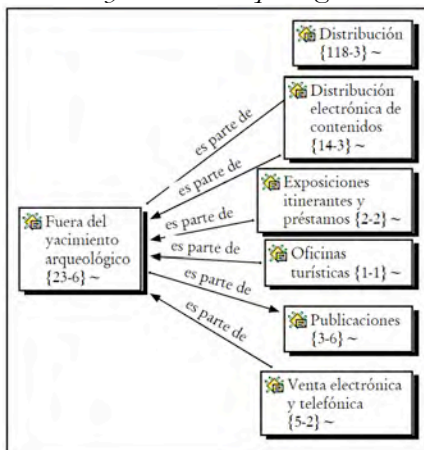 Distribución
{118-3} ~
Distribución
electrónica de
contenidos
{14-3} ~
es parte de
es parte de
Exposiciones
itinerantes y
préstamos {2-2} ~
es parte de
Fuera del
yacimiento
arqueológico
{23-6} ~
es parte de
Oficinas
turísticas {1-1} ~
es parte de
Publicaciones
{3-6} ~
es parte de
Venta electrónica
y telefónica
{5-2} ~